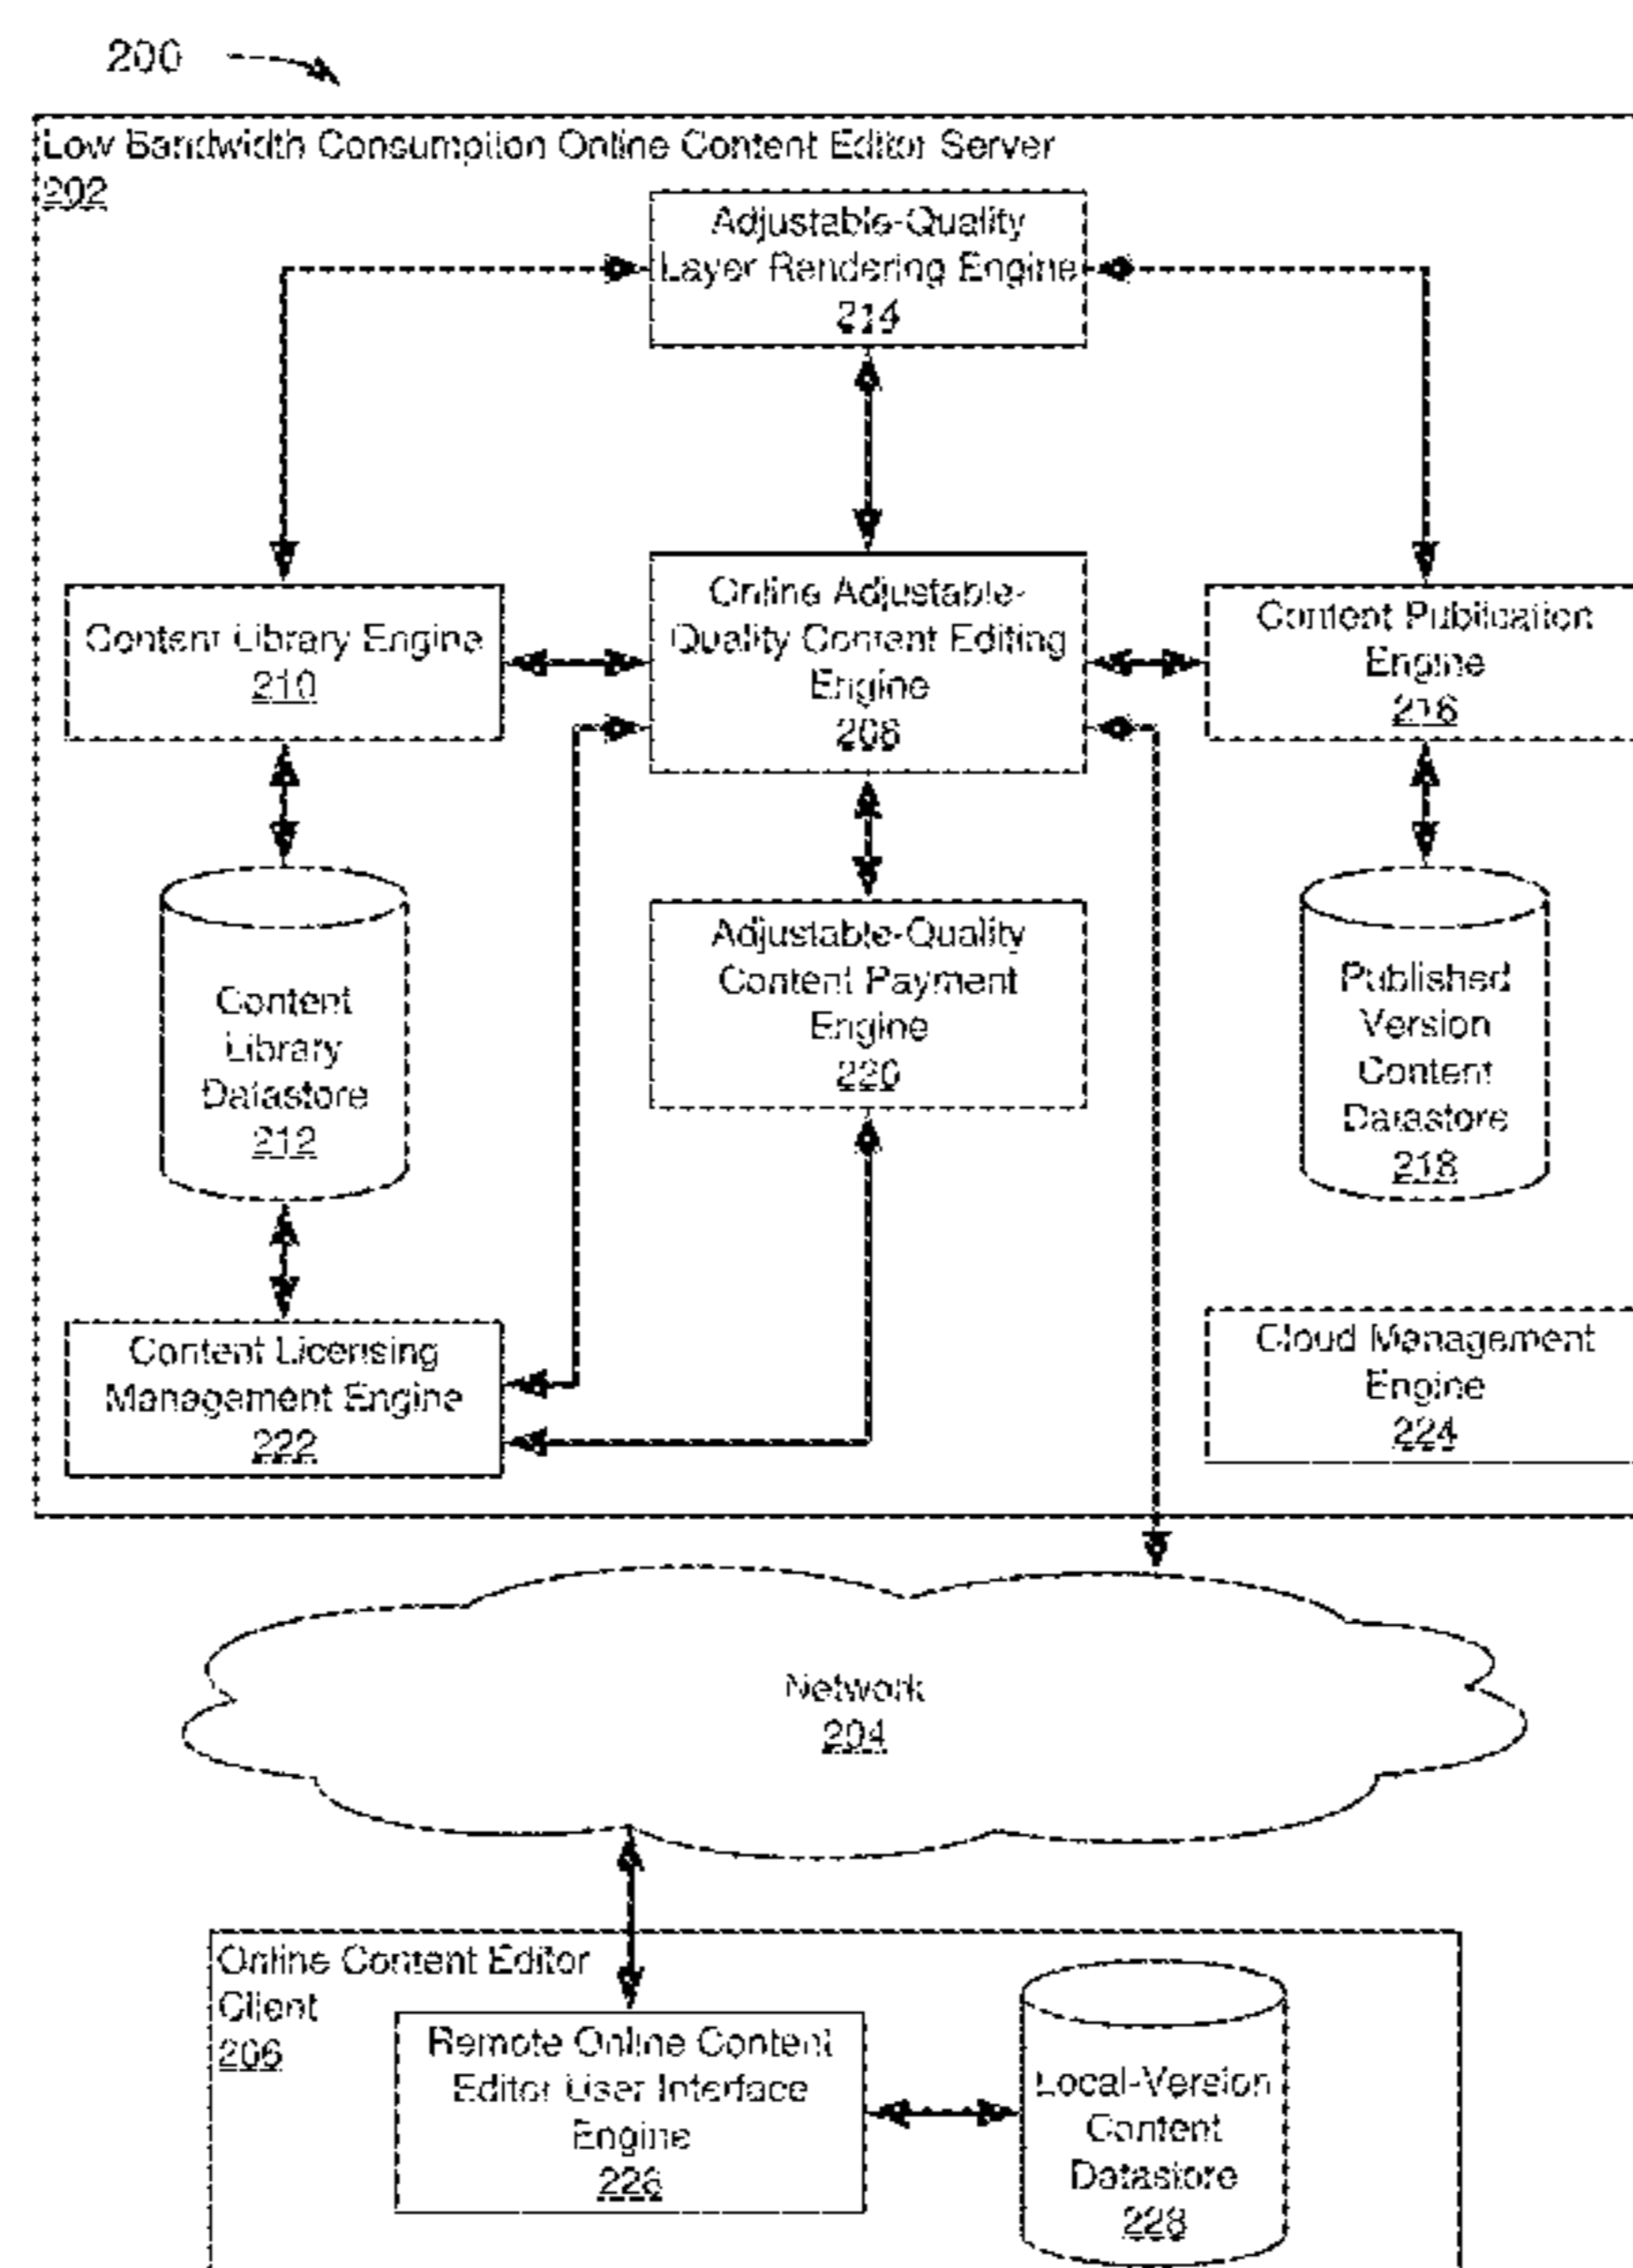 200
Low Bandwidth Consumption Online Content Editor Server
202
Adjustable-Quality
Layer Rendering Engine
214
Content Library Engine
210
Online Adjustable-
Quality Content Editing
Engine
208
Content Publication
Engine
216
Content
Library
Datastore
212
Adjustable-Quality
Content Payment
Engine
220
Published
Version
Content
Datastore
218
Content Licensing
Management Engine
222
Cloud Management
Engine
224
Network
204
Online Content Editor
Client
206
Remote Online Content
Editor User Interface
Engine
226
Local-Version
Content
Datastore
228